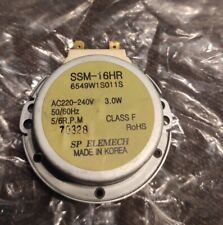 SSM-16HR
6549W1S011S
AC220-240V 3.0W
50/60Hz
5/6R.P.M CLASS F
70328 RoHS
SP ELEMECH
MADE IN KOREA